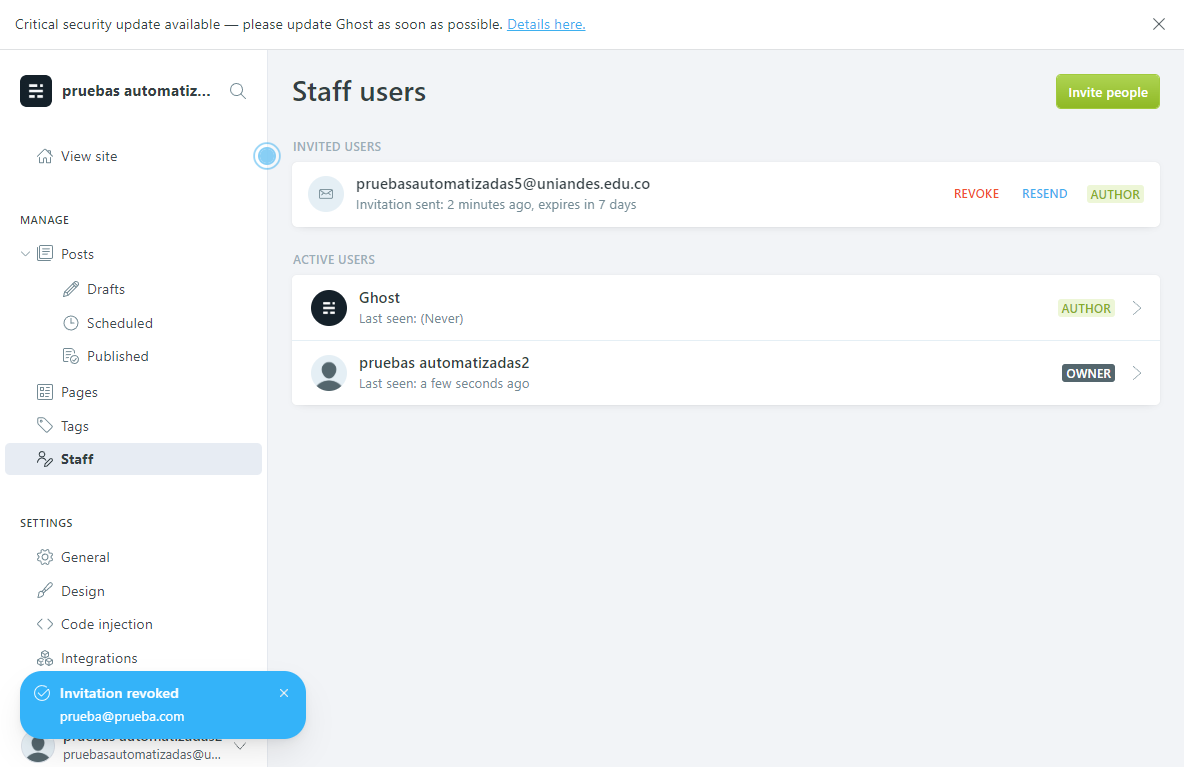 Critical security update available — please update Ghost as soon as possible. Details here.
pruebas automatiz...
View site
MANAGE
Posts
Drafts
Scheduled
Published
Pages
Tags
Staff
SETTINGS
General
Design
Code injection
Integrations
Invitation revoked
prueba@prueba.com
pruebas automatizadas2
pruebasautomatizadas@u...
Staff users
Invite people
INVITED USERS
pruebasautomatizadas5@uniandes.edu.co
Invitation sent: 2 minutes ago, expires in 7 days
REVOKE RESEND AUTHOR
ACTIVE USERS
Ghost
Last seen: (Never)
AUTHOR
pruebas automatizadas2
Last seen: a few seconds ago
OWNER